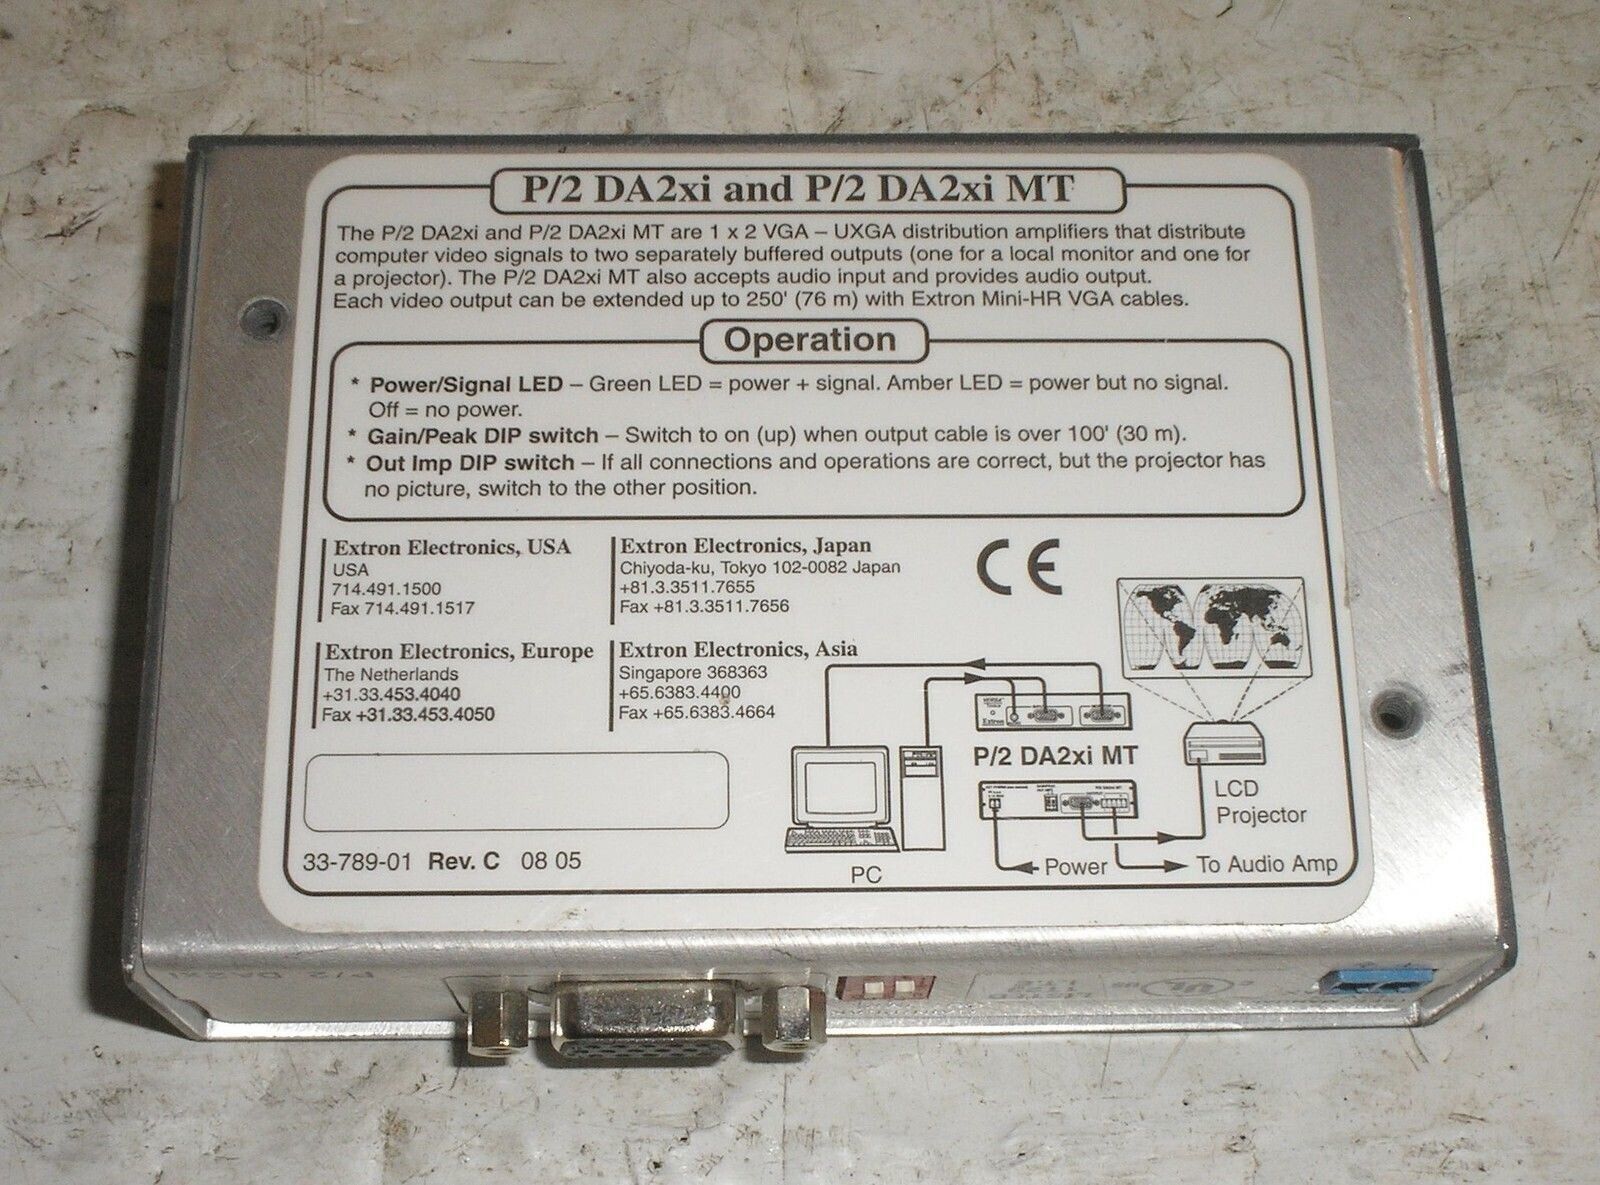 P/2 DA2xi and P/2 DA2xi MT
The P/2 DA2xi and P/2 DA2xi MT are 1 x 2 VGA – UXGA distribution amplifiers that distribute
computer video signals to two separately buffered outputs (one for a local monitor and one for
a projector). The P/2 DA2xi MT also accepts audio input and provides audio output.
Each video output can be extended up to 250' (76 m) with Extron Mini-HR VGA cables.
Operation
* Power/Signal LED – Green LED = power + signal. Amber LED = power but no signal.
Off = no power.
* Gain/Peak DIP switch – Switch to on (up) when output cable is over 100' (30 m).
* Out Imp DIP switch – If all connections and operations are correct, but the projector has
no picture, switch to the other position.
Extron Electronics, USA
USA
714.491.1500
Fax 714.491.1517
Extron Electronics, Japan
Chiyoda-ku, Tokyo 102-0082 Japan
+81.3.3511.7655
Fax +81.3.3511.7656
CE
Extron Electronics, Europe
The Netherlands
+31.33.453.4040
Fax +31.33.453.4050
Extron Electronics, Asia
Singapore 368363
+65.6383.4400
Fax +65.6383.4664
Extron
P/2 DA2xi MT
LCD
Projector
PC
Power
To Audio Amp
33-789-01 Rev. C 08 05
P/2 DA2xi
c UL us